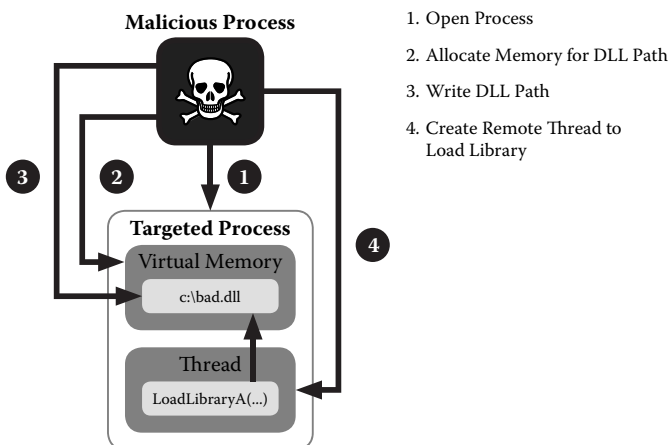 Malicious Process
1. Open Process
2. Allocate Memory for DLL Path
3. Write DLL Path
4. Create Remote Thread to
Load Library
3
2
1
4
Targeted Process
Virtual Memory
c:\bad.dll
Thread
LoadLibraryA(...)